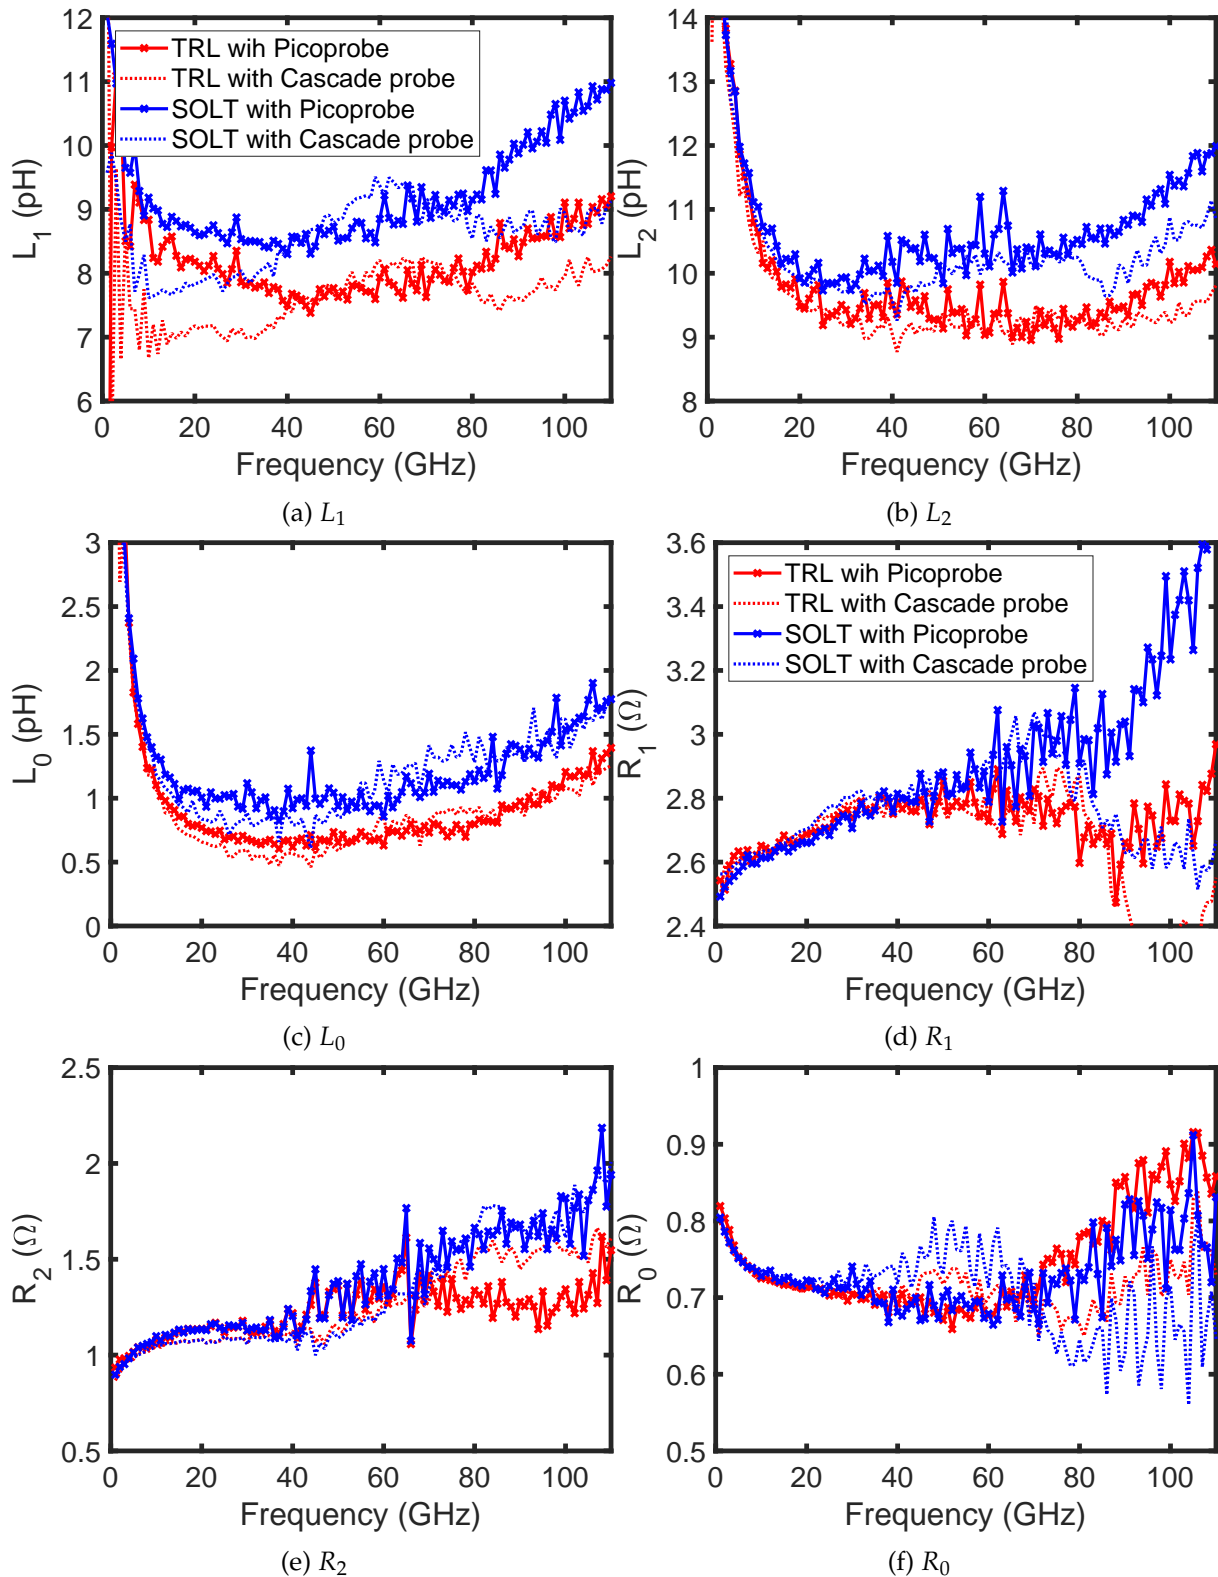 12
11
10
9
8
7
6
L1 (pH)
TRL wih Picoprobe
TRL with Cascade probe
SOLT with Picoprobe
SOLT with Cascade probe
0 20 40 60 80 100
Frequency (GHz)
(a) L1
14
13
12
11
10
9
8
L2 (pH)
0 20 40 60 80 100
Frequency (GHz)
(b) L2
3
2.5
2
1.5
1
0.5
0
L0 (pH)
0 20 40 60 80 100
Frequency (GHz)
(c) L0
3.6
3.4
3.2
3
2.8
2.6
2.4
R1 (Ω)
TRL wih Picoprobe
TRL with Cascade probe
SOLT with Picoprobe
SOLT with Cascade probe
0 20 40 60 80 100
Frequency (GHz)
(d) R1
2.5
2
1.5
1
0.5
R2 (Ω)
0 20 40 60 80 100
Frequency (GHz)
(e) R2
1
0.9
0.8
0.7
0.6
0.5
R0 (Ω)
0 20 40 60 80 100
Frequency (GHz)
(f) R0